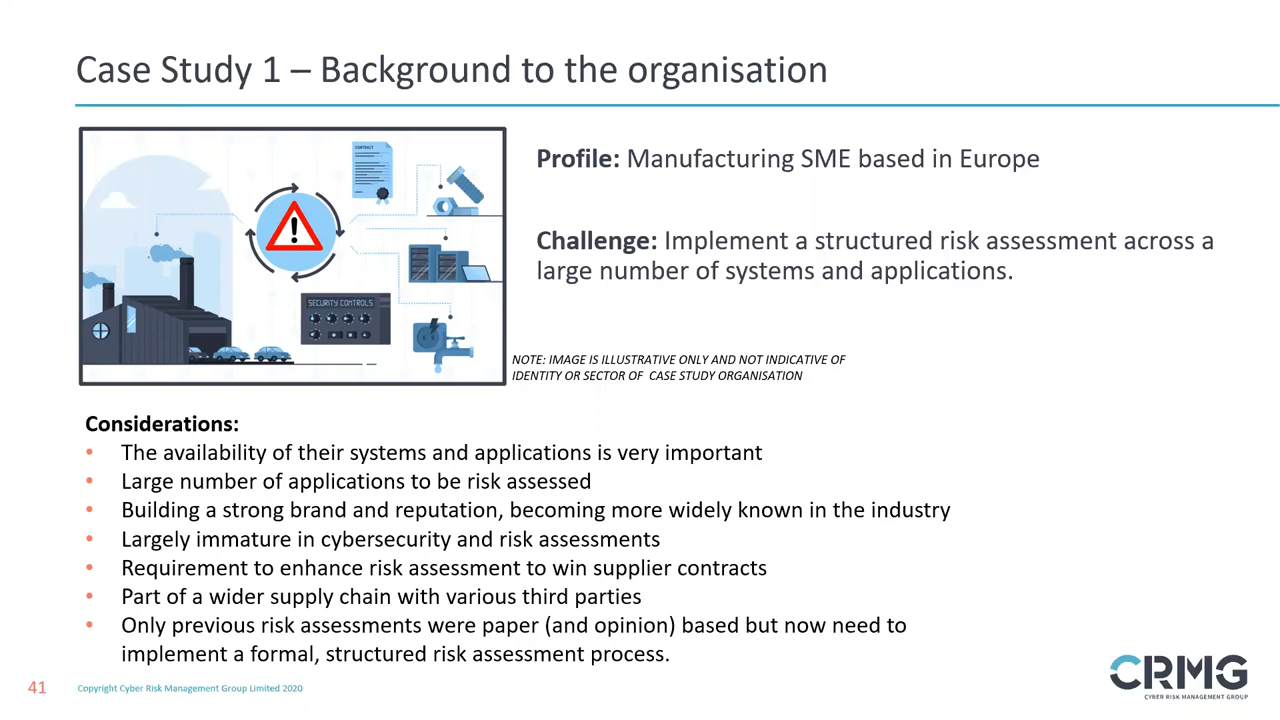 Case Study 1 – Background to the organisation
CONTRACT
SECURITY CONTROLS
Profile: Manufacturing SME based in Europe
Challenge: Implement a structured risk assessment across a
large number of systems and applications.
NOTE: IMAGE IS ILLUSTRATIVE ONLY AND NOT INDICATIVE OF
IDENTITY OR SECTOR OF CASE STUDY ORGANISATION
Considerations:
• The availability of their systems and applications is very important
• Large number of applications to be risk assessed
• Building a strong brand and reputation, becoming more widely known in the industry
• Largely immature in cybersecurity and risk assessments
• Requirement to enhance risk assessment to win supplier contracts
• Part of a wider supply chain with various third parties
• Only previous risk assessments were paper (and opinion) based but now need to
implement a formal, structured risk assessment process.
41
Copyright Cyber Risk Management Group Limited 2020
CRMG
CYBER RISK MANAGEMENT GROUP